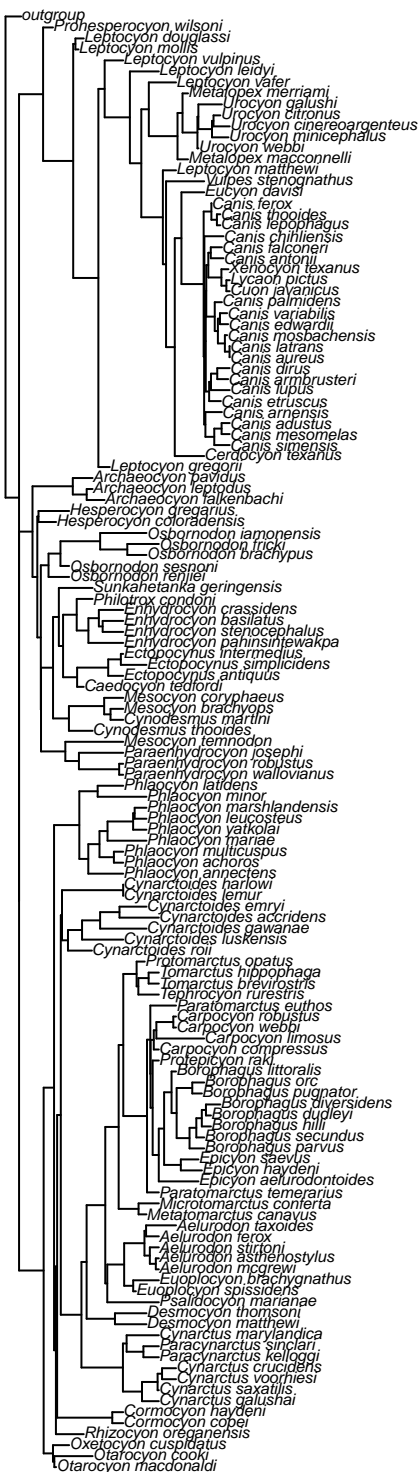 outgroup
Prohesperocyon wilsoni
Leptocyon douglassi
Leptocyon mollis
Leptocyon vulpinus
Leptocyon leidyi
Leptocyon vafer
Metalopex merriami
Urocyon galushi
Urocyon citronus
Urocyon cinereoargenteus
Urocyon minicephalus
Urocyon webbi
Metalopex macconnelli
Leptocyon matthewi
Vulpes stenognathus
Eucyon davisi
Canis ferox
Canis thooides
Canis lepophagus
Canis chihliensis
Canis falconeri
Canis antonii
Xenocyon texanus
Lycaon pictus
Cuon javanicus
Canis palmidens
Canis variabilis
Canis edwardii
Canis mosbachensis
Canis latrans
Canis aureus
Canis dirus
Canis armbrusteri
Canis lupus
Canis etruscus
Canis arnensis
Canis adustus
Canis mesomelas
Canis simensis
Cerdocyon texanus
Leptocyon gregorii
Archaeocyon pavidus
Archaeocyon leptodus
Archaeocyon falkenbachi
Hesperocyon gregarius
Hesperocyon coloradensis
Osbornodon iamonensis
Osbornodon fricki
Osbornodon brachypus
Osbornodon sesnoni
Osbornodon renjiei
Sunkahetanka geringensis
Philotrox condoni
Enhydrocyon crassidens
Enhydrocyon basilatus
Enhydrocyon stenocephalus
Enhydrocyon pahinsintewakpa
Ectopocynus intermedius
Ectopocynus simplicidens
Ectopocynus antiquus
Caedocyon tedfordi
Mesocyon coryphaeus
Mesocyon brachyops
Cynodesmus martini
Cynodesmus thooides
Mesocyon temnodon
Paraenhydrocyon josephi
Paraenhydrocyon robustus
Paraenhydrocyon wallovianus
Phlaocyon latidens
Phlaocyon minor
Phlaocyon marshlandensis
Phlaocyon leucosteus
Phlaocyon yatkolai
Phlaocyon mariae
Phlaocyon multicuspus
Phlaocyon achoros
Phlaocyon annectens
Cynarctoides harlowi
Cynarctoides lemur
Cynarctoides emryi
Cynarctoides accridens
Cynarctoides gawanae
Cynarctoides luskensis
Cynarctoides roii
Protomarctus opatus
Tomarctus hippophaga
Tomarctus brevirostris
Tephrocyon rurestris
Paratomarctus euthos
Carpocyon robustus
Carpocyon webbi
Carpocyon limosus
Carpocyon compressus
Protepicyon raki
Borophagus littoralis
Borophagus orc
Borophagus pugnator
Borophagus diversidens
Borophagus dudleyi
Borophagus hilli
Borophagus secundus
Borophagus parvus
Epicyon saevus
Epicyon haydeni
Epicyon aelurodontoides
Paratomarctus temerarius
Microtomarctus conferta
Metatomarctus canavus
Aelurodon taxoides
Aelurodon ferox
Aelurodon stirtoni
Aelurodon asthenostylus
Aelurodon mcgrewi
Euoplocyon brachygnathus
Euoplocyon spissidens
Psalidocyon marianae
Desmocyon thomsoni
Desmocyon matthewi
Cynarctus marylandica
Paracynarctus sinclari
Paracynarctus kelloggi
Cynarctus crucidens
Cynarctus voorhiesi
Cynarctus saxatilis
Cynarctus galushai
Cormocyon haydeni
Cormocyon copei
Rhizocyon oreganensis
Oxetocyon cuspidatus
Otarocyon cooki
Otarocyon macdonaldi